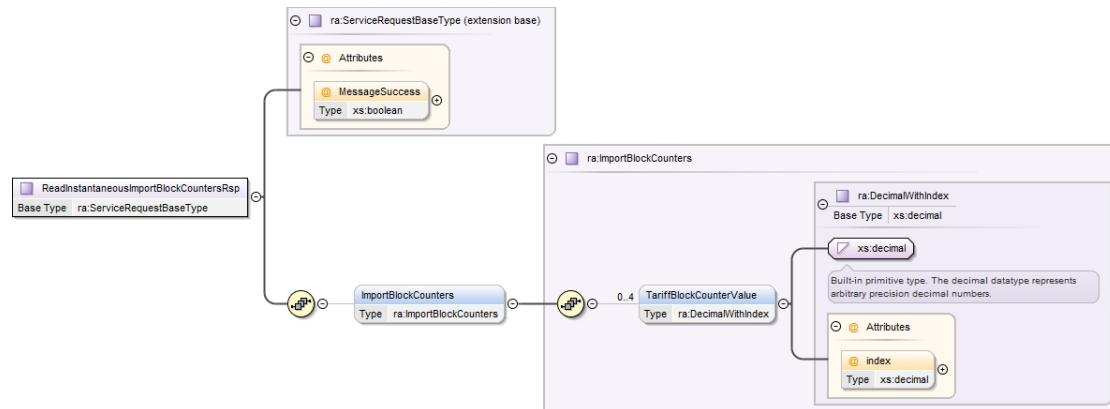 ra:ServiceRequestBaseType (extension base)
@ Attributes
@ MessageSuccess
Type xs:boolean
ReadInstantaneousImportBlockCountersRsp
Base Type ra:ServiceRequestBaseType
ra:ImportBlockCounters
ImportBlockCounters
Type ra:ImportBlockCounters
0..4
TariffBlockCounterValue
Type ra:DecimalWithIndex
ra:DecimalWithIndex
Base Type xs:decimal
xs:decimal
Built-in primitive type. The decimal datatype represents
arbitrary precision decimal numbers.
@ Attributes
@ index
Type xs:decimal